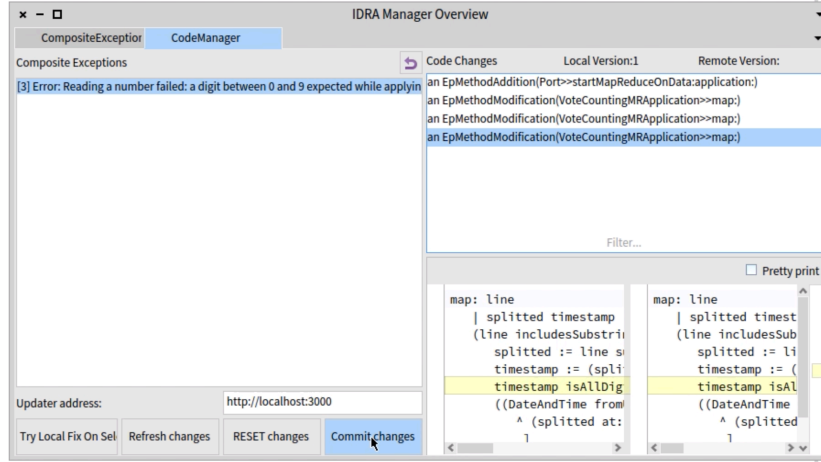 IDRA Manager Overview
CompositeException CodeManager
Composite Exceptions
[3] Error: Reading a number failed: a digit between 0 and 9 expected while applyin
Updater address: http://localhost:3000
Try Local Fix On Sel Refresh changes RESET changes Commit changes
Code Changes Local Version:1 Remote Version:
an EpMethodAddition(Port>>startMapReduceOnData:application:)
an EpMethodModification(VoteCountingMRApplication>>map:)
an EpMethodModification(VoteCountingMRApplication>>map:)
an EpMethodModification(VoteCountingMRApplication>>map:)
Filter...
Pretty print
map: line
| splitted timestamp
(line includesSubstri
splitted := line s
timestamp := (spli
timestamp isAllDig
((DateAndTime from
^ (splitted at:
]
map: line
| splitted timest
(line includesSub
splitted := li
timestamp := (
timestamp isAl
((DateAndTime
^ (splitted
]